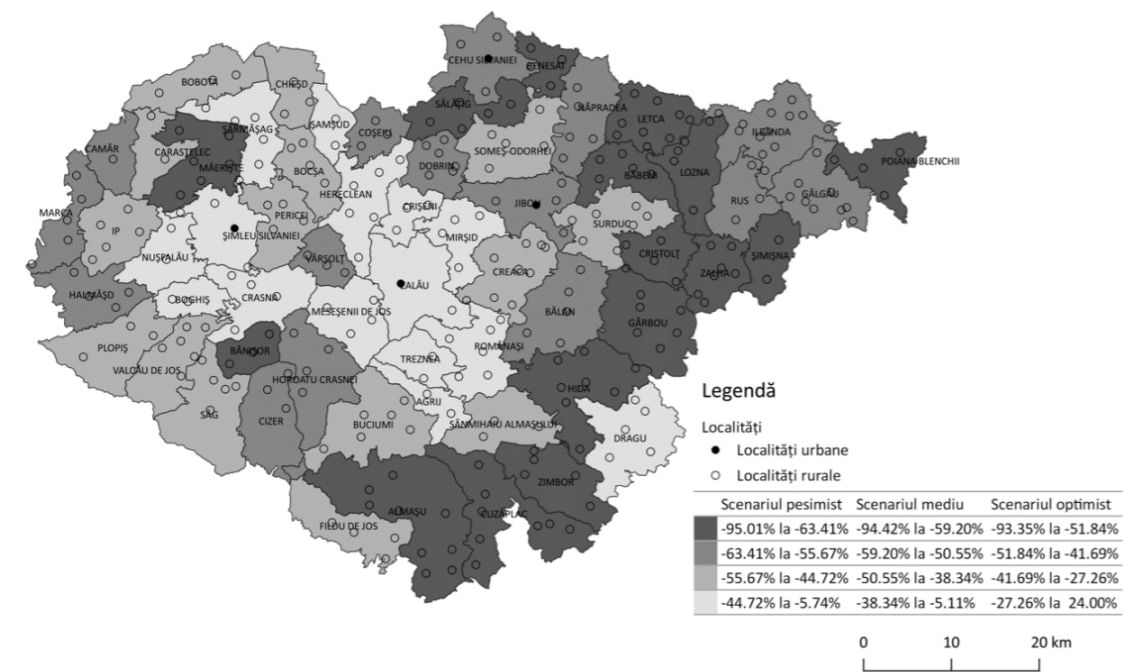 CEHU SILVANIEI
BENESAT
BOBOTA
CHIEȘD
SĂLĂȚIG
NĂPRADEA
LETCA
ȘĂRMĂȘAG
ȘAMȘUD
COȘEIU
ILEANDA
CAMĂR
CARASTELEC
SOMEȘ-ODORHEI
POIANA BLENCHII
MĂERIȘTE
BOCȘA
DOBRIN
BĂBENI
LOZNA
HERECLEAN
GÂLGĂU
RUS
MARCA
CRIȘENI
JIBOU
PERICEI
SURDUC
IP
ȘIMLEU SILVANIEI
MIRȘID
NUȘFALĂU
VÂRȘOLȚ
CRISTOLȚ
ȘIMIȘNA
CREACA
ZALHA
HALMĂȘD
BOGHIȘ
CRASNA
ZALĂU
MESEȘENII DE JOS
BĂLAN
GÂRBOU
PLOPIȘ
BĂNIȘOR
ROMÂNAȘI
TREZNEA
VALCĂU DE JOS
HOROATU CRASNEI
HIDA
AGRIJ
SÂG
CIZER
BUCIUMI
SÂNMIHAIU ALMAȘULUI
DRAGU
ZIMBOR
ALMAȘU
CUZĂPLAC
FILDU DE JOS
Legendă
Localități
Localități urbane
Localități rurale
Scenariul pesimist Scenariul mediu Scenariul optimist
-95.01% la -63.41% -94.42% la -59.20% -93.35% la -51.84%
-63.41% la -55.67% -59.20% la -50.55% -51.84% la -41.69%
-55.67% la -44.72% -50.55% la -38.34% -41.69% la -27.26%
-44.72% la -5.74% -38.34% la -5.11% -27.26% la 24.00%
0 10 20 km